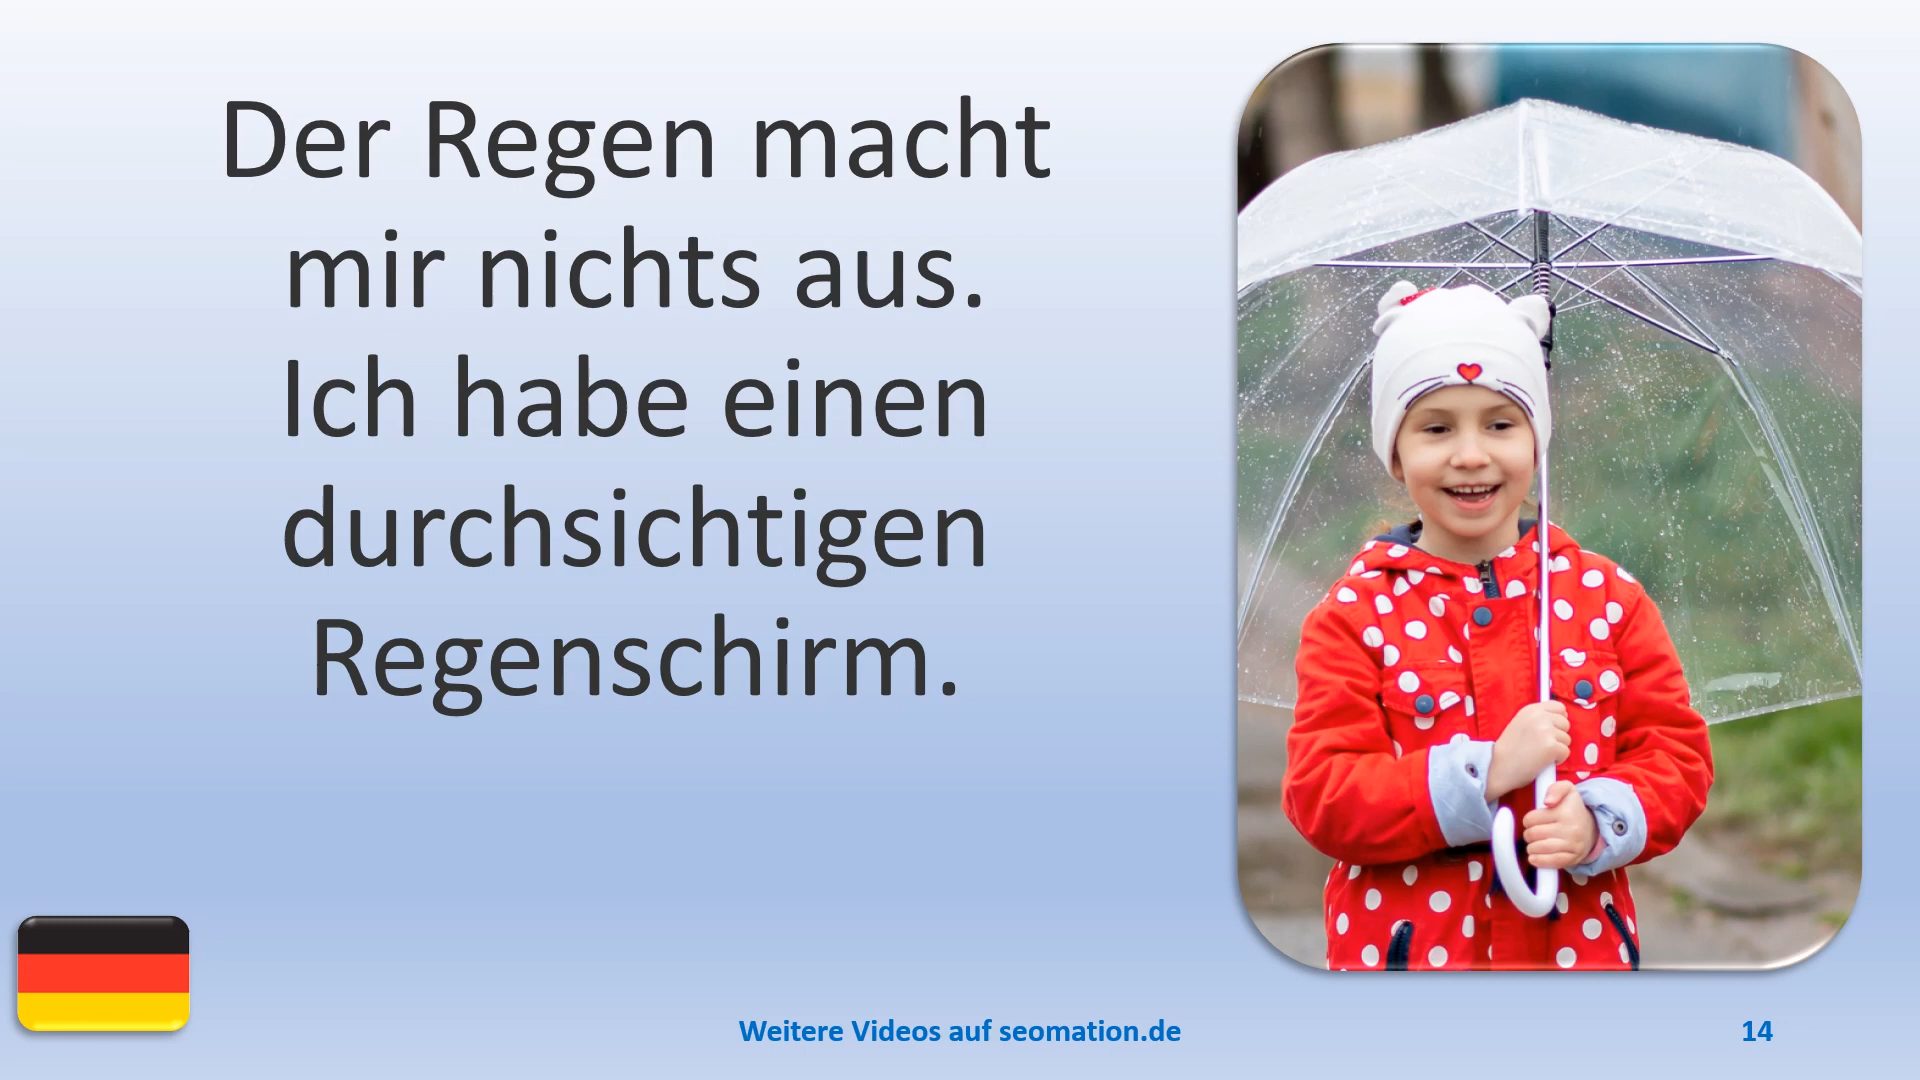 Der Regen macht
mir nichts aus.
Ich habe einen
durchsichtigen
Regenschirm.
Weitere Videos auf seomation.de
14